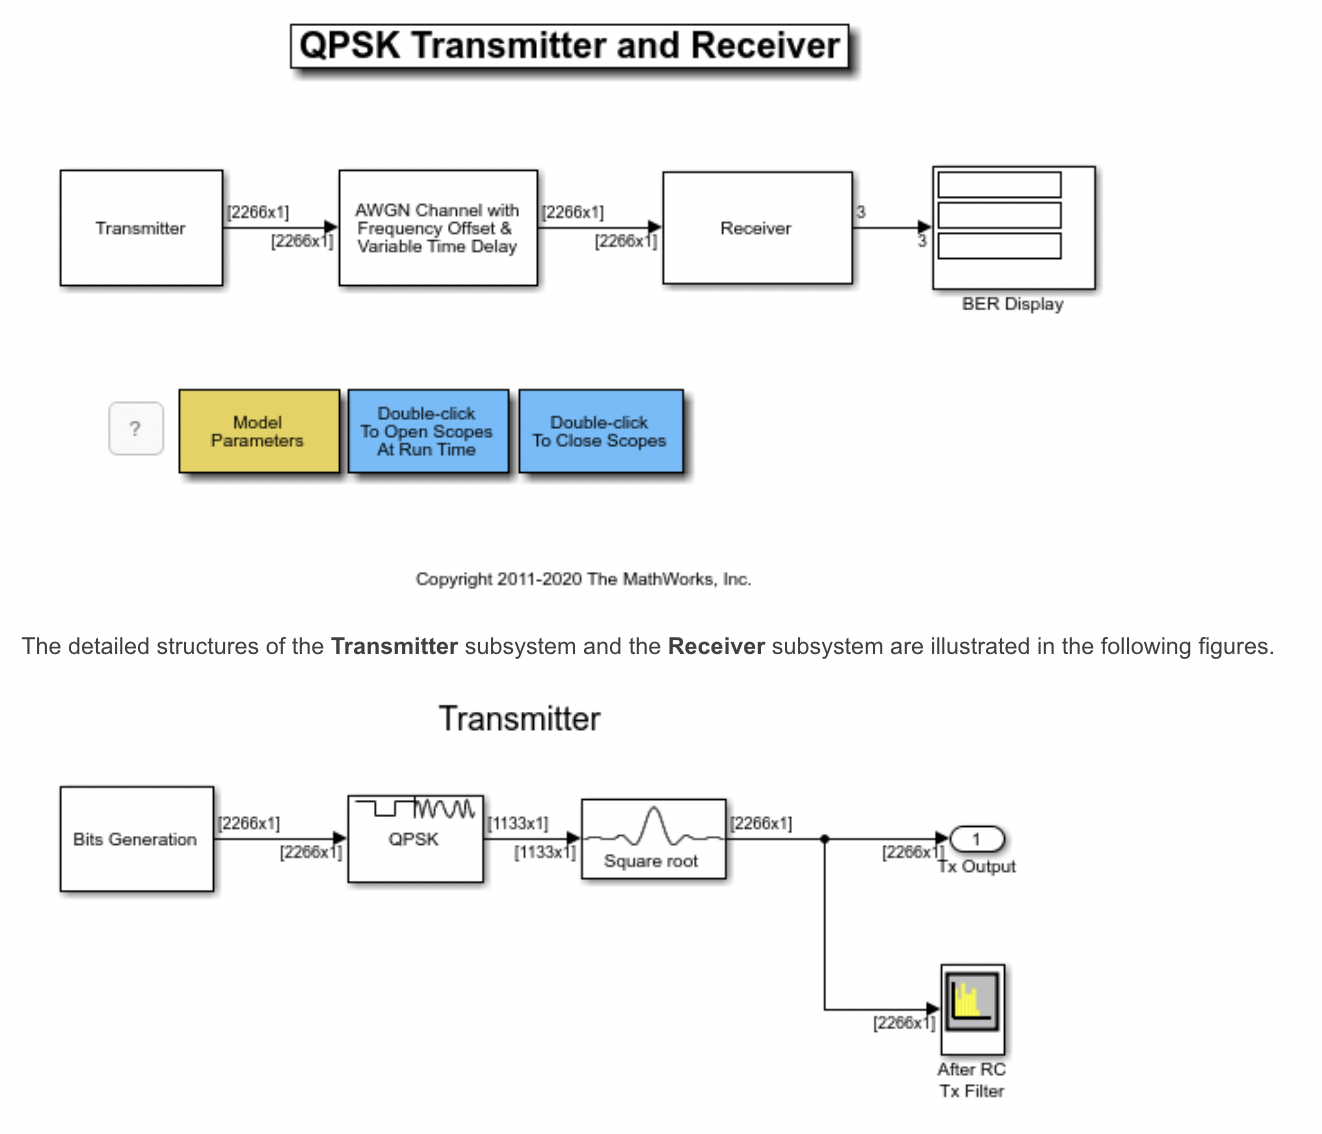 QPSK Transmitter and Receiver
Transmitter
[2266x1]
[2266x1]
AWGN Channel with
Frequency Offset &
Variable Time Delay
[2266x1]
[2266x1]
Receiver
3
3
BER Display
?
Model
Parameters
Double-click
To Open Scopes
At Run Time
Double-click
To Close Scopes
Copyright 2011-2020 The MathWorks, Inc.
The detailed structures of the Transmitter subsystem and the Receiver subsystem are illustrated in the following figures.
Transmitter
Bits Generation
[2266x1]
[2266x1]
QPSK
[1133x1]
[1133x1]
Square root
[2266x1]
[2266x1]
1
Tx Output
[2266x1]
After RC
Tx Filter